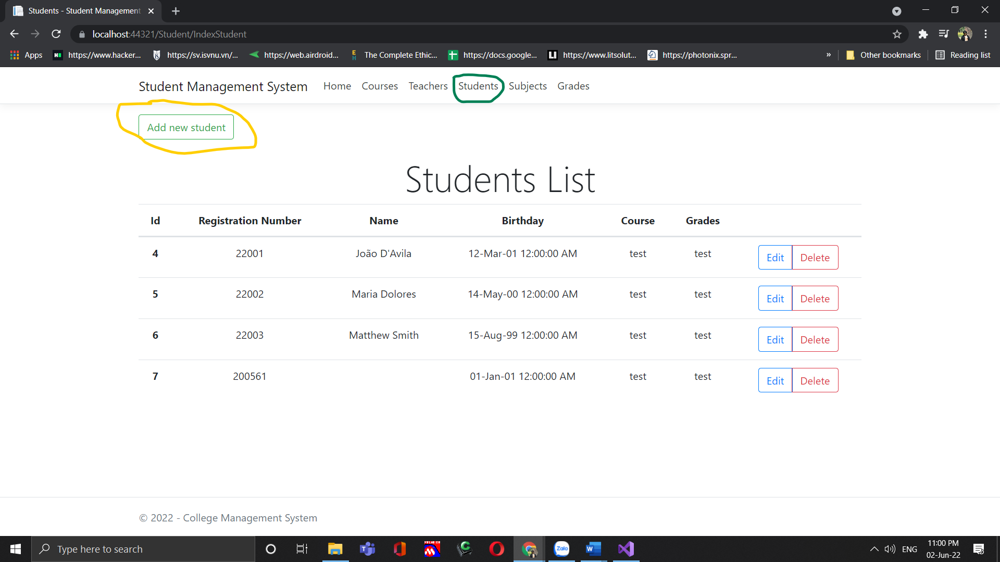 Students - Student Management
localhost:44321/Student/IndexStudent
Apps https://www.hacker... https://sv.isvnu.vn/... https://web.airdroid... The Complete Ethic... https://docs.google... https://www.litsolut... https://photonix.spr... » Other bookmarks Reading list
Student Management System Home Courses Teachers Students Subjects Grades
Add new student
Students List
Id Registration Number Name Birthday Course Grades
4 22001 João D'Avila 12-Mar-01 12:00:00 AM test test Edit Delete
5 22002 Maria Dolores 14-May-00 12:00:00 AM test test Edit Delete
6 22003 Matthew Smith 15-Aug-99 12:00:00 AM test test Edit Delete
7 200561 01-Jan-01 12:00:00 AM test test Edit Delete
© 2022 - College Management System
Type here to search Zalo ENG 11:00 PM
02-Jun-22